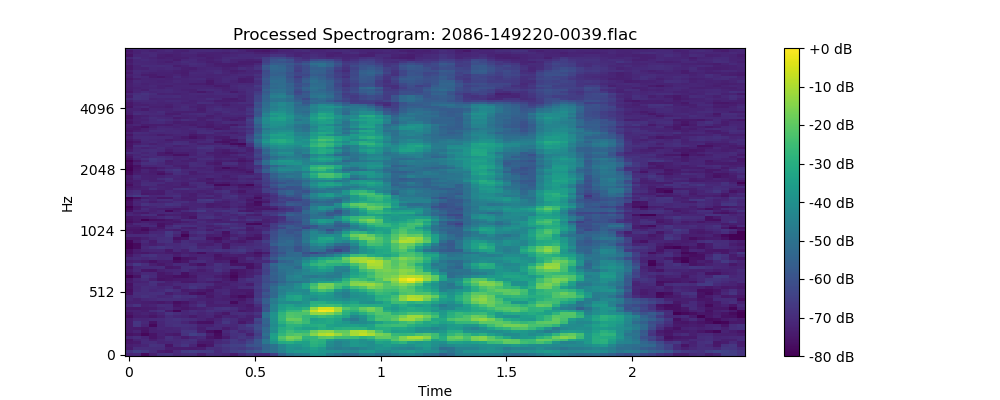 Processed Spectrogram: 2086-149220-0039.flac
Hz
4096
2048
1024
512
0
0
0.5
1
1.5
2
Time
+0 dB
-10 dB
-20 dB
-30 dB
-40 dB
-50 dB
-60 dB
-70 dB
-80 dB